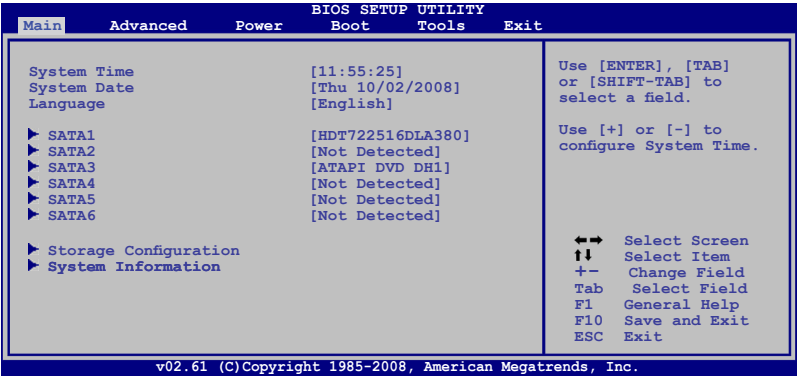 BIOS SETUP UTILITY
Main Advanced Power Boot Tools Exit
System Time [11:55:25]
System Date [Thu 10/02/2008]
Language [English]
SATA1 [HDT722516DLA380]
SATA2 [Not Detected]
SATA3 [ATAPI DVD DH1]
SATA4 [Not Detected]
SATA5 [Not Detected]
SATA6 [Not Detected]
Storage Configuration
System Information
Use [ENTER], [TAB]
or [SHIFT-TAB] to
select a field.
Use [+] or [-] to
configure System Time.
←→ Select Screen
↑↓ Select Item
+- Change Field
Tab Select Field
F1 General Help
F10 Save and Exit
ESC Exit
v02.61 (C)Copyright 1985-2008, American Megatrends, Inc.